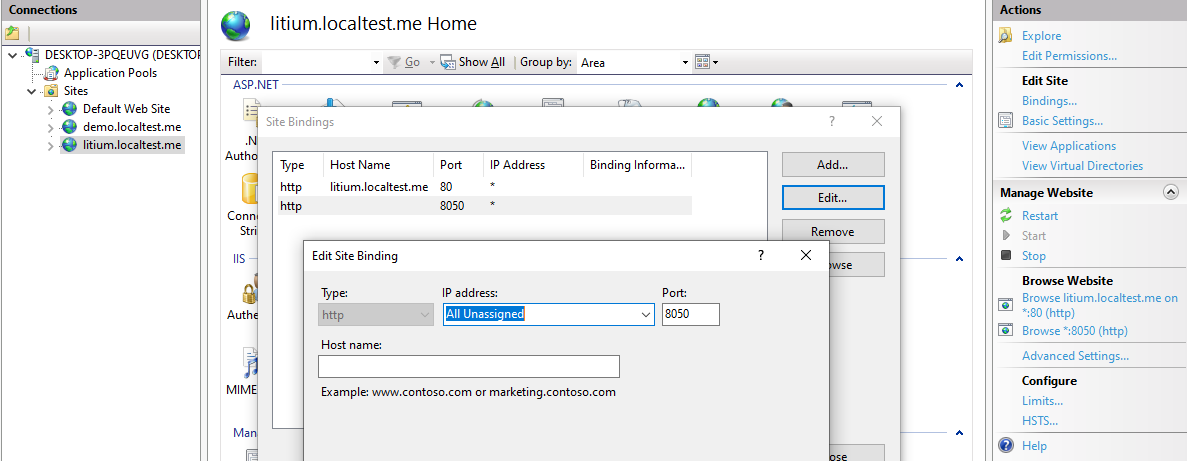 Connections
DESKTOP-3PQEUVG (DESKTO
Application Pools
Sites
Default Web Site
demo.localtest.me
litium.localtest.me
litium.localtest.me Home
Filter:
Go
Show All
Group by:
Area
ASP.NET
.N
Autho
Conne
Stri
IIS
Authe
MIME
Mana
Site Bindings
?
Type Host Name Port IP Address Binding Informa...
http litium.localtest.me 80 *
http 8050 *
Add...
Edit...
Remove
owse
ose
Edit Site Binding
?
Type: IP address: Port:
http All Unassigned 8050
Host name:
Example: www.contoso.com or marketing.contoso.com
Actions
Explore
Edit Permissions...
Edit Site
Bindings...
Basic Settings...
View Applications
View Virtual Directories
Manage Website
Restart
Start
Stop
Browse Website
Browse litium.localtest.me on
*:80 (http)
Browse *:8050 (http)
Advanced Settings...
Configure
Limits...
HSTS...
Help